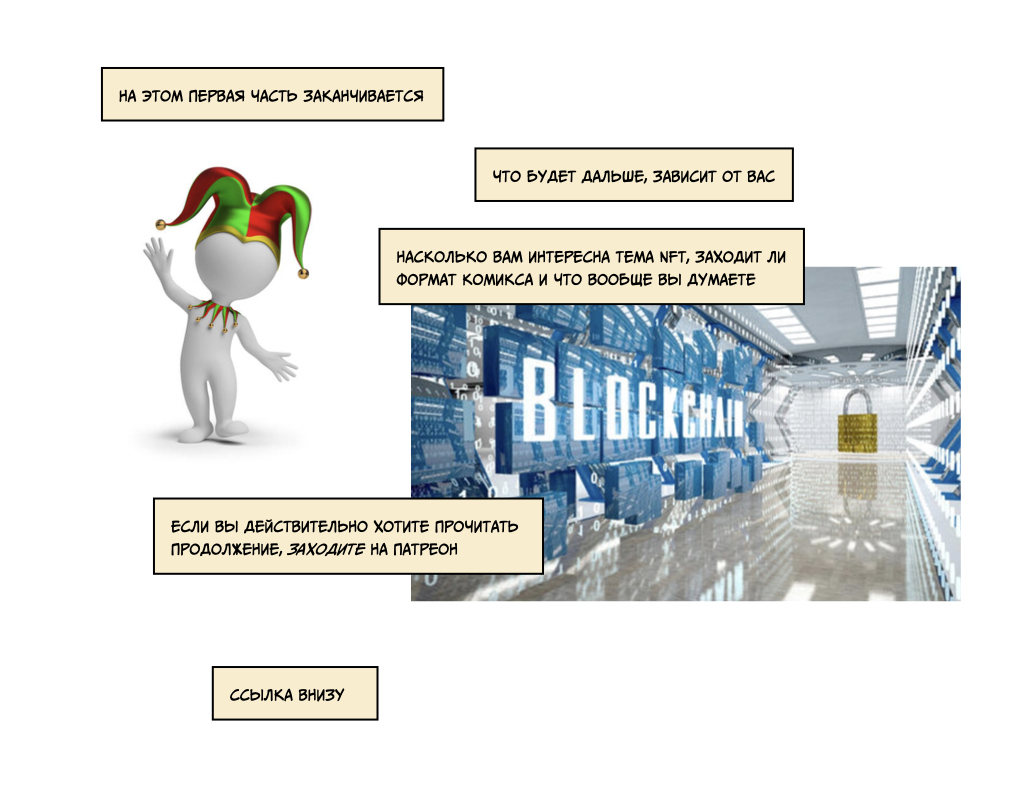 НА ЭТОМ ПЕРВАЯ ЧАСТЬ ЗАКАНЧИВАЕТСЯ
ЧТО БУДЕТ ДАЛЬШЕ, ЗАВИСИТ ОТ ВАС
НАСКОЛЬКО ВАМ ИНТЕРЕСНА ТЕМА NFT, ЗАХОДИТ ЛИ
ФОРМАТ КОМИКСА И ЧТО ВООБЩЕ ВЫ ДУМАЕТЕ
BLOCKCHAIN
ЕСЛИ ВЫ ДЕЙСТВИТЕЛЬНО ХОТИТЕ ПРОЧИТАТЬ
ПРОДОЛЖЕНИЕ, ЗАХОДИТЕ НА ПАТРЕОН
ССЫЛКА ВНИЗУ